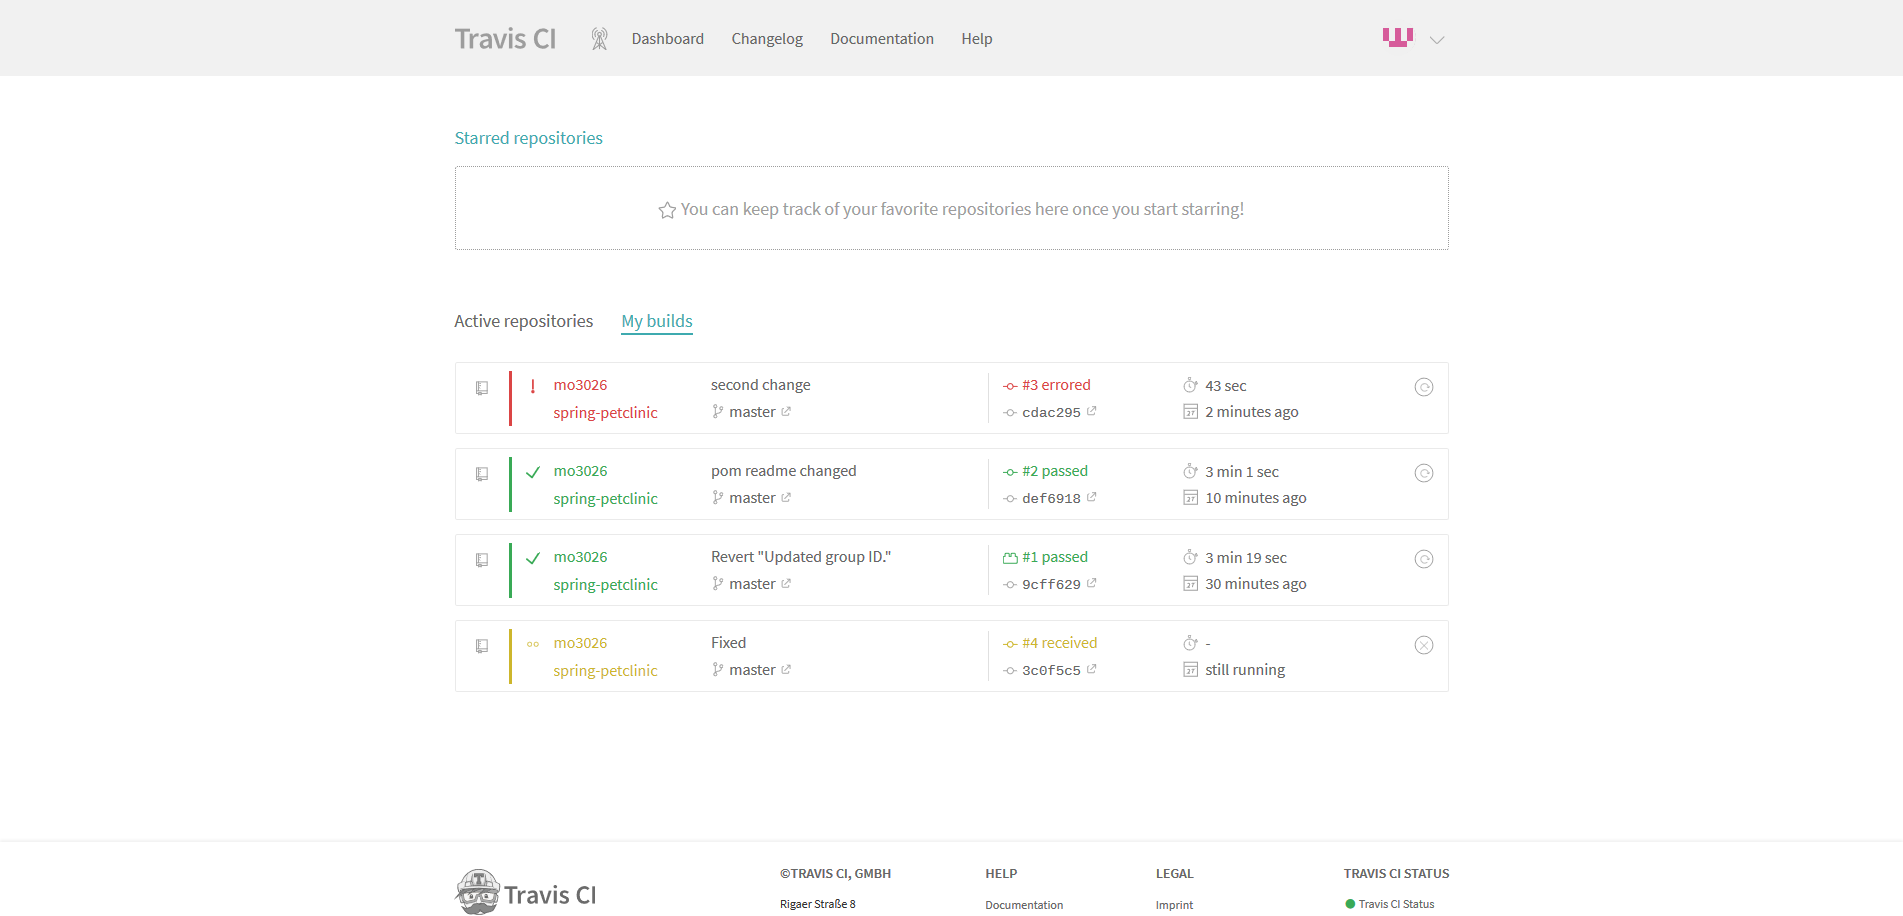 Travis CI Dashboard Changelog Documentation Help
Starred repositories
You can keep track of your favorite repositories here once you start starring!
Active repositories My builds
mo3026 second change #3 errored 43 sec
spring-petclinic master cdac295 2 minutes ago
mo3026 pom readme changed #2 passed 3 min 1 sec
spring-petclinic master def6918 10 minutes ago
mo3026 Revert "Updated group ID." #1 passed 3 min 19 sec
spring-petclinic master 9cff629 30 minutes ago
mo3026 Fixed #4 received -
spring-petclinic master 3c0f5c5 still running
Travis CI
©TRAVIS CI, GMBH HELP LEGAL TRAVIS CI STATUS
Rigaer Straße 8 Documentation Imprint Travis CI Status